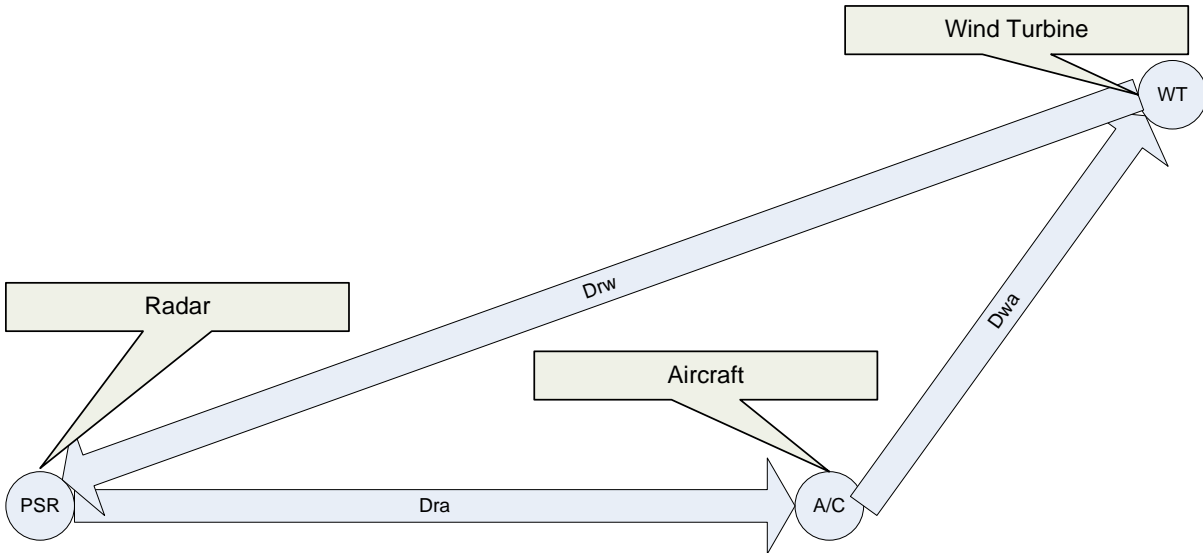 Wind Turbine
WT
Drw
Dwa
Radar
Aircraft
PSR
Dra
A/C